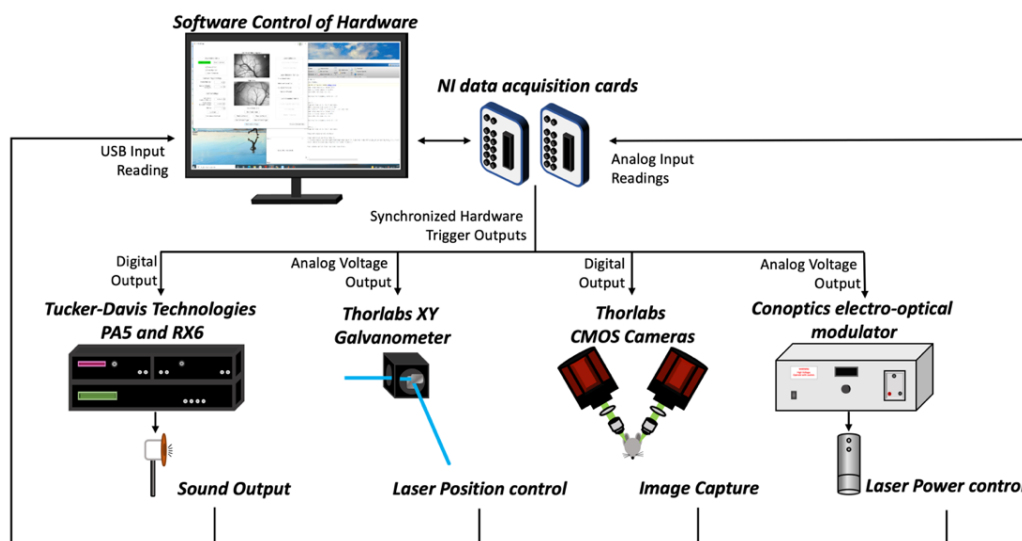 Software Control of Hardware
NI data acquisition cards
USB Input
Reading
Analog Input
Readings
Synchronized Hardware
Trigger Outputs
Digital
Output
Analog Voltage
Output
Digital
Output
Analog Voltage
Output
Tucker-Davis Technologies
PA5 and RX6
Thorlabs XY
Galvanometer
Thorlabs
CMOS Cameras
Conoptics electro-optical
modulator
Sound Output
Laser Position control
Image Capture
Laser Power control